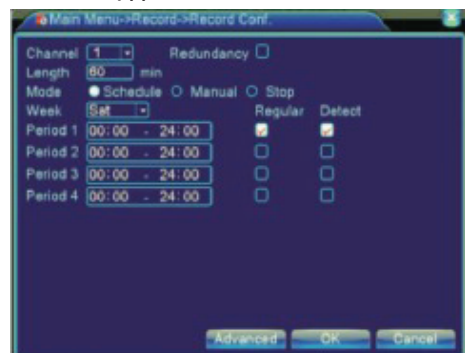 Main Menu->Record->Record Conf.
Channel 1 Redundancy
Length 60 min
Mode Schedule Manual Stop
Week Sat Regular Detect
Period 1 00:00 - 24:00
Period 2 00:00 - 24:00
Period 3 00:00 - 24:00
Period 4 00:00 - 24:00
Advanced OK Cancel